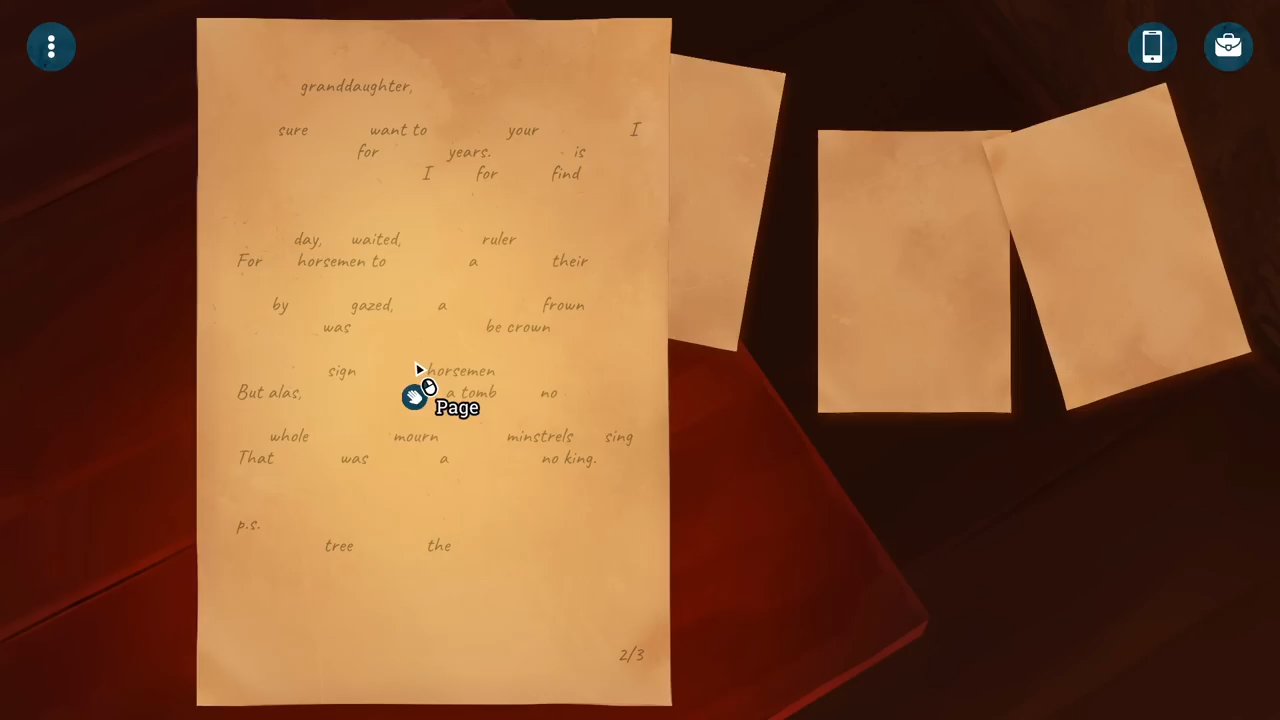 granddaughter,
sure want to your I
for years. is
I for find
day, waited, ruler
For horsemen to a their
by gazed, a frown
was be crown
sign horsemen
But alas, a tomb no
Page
whole mourn minstrels sing
That was a no king.
p.s.
tree the
2/3